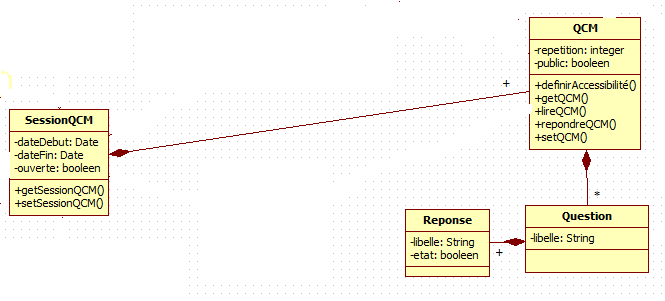 QCM
-repetition: integer
-public: booleen
+definirAccessibilité()
+getQCM()
+lireQCM()
+repondreQCM()
+setQCM()
+
SessionQCM
-dateDebut: Date
-dateFin: Date
-ouverte: booleen
+getSessionQCM()
+setSessionQCM()
*
Question
-libelle: String
Reponse
-libelle: String
-etat: booleen
+